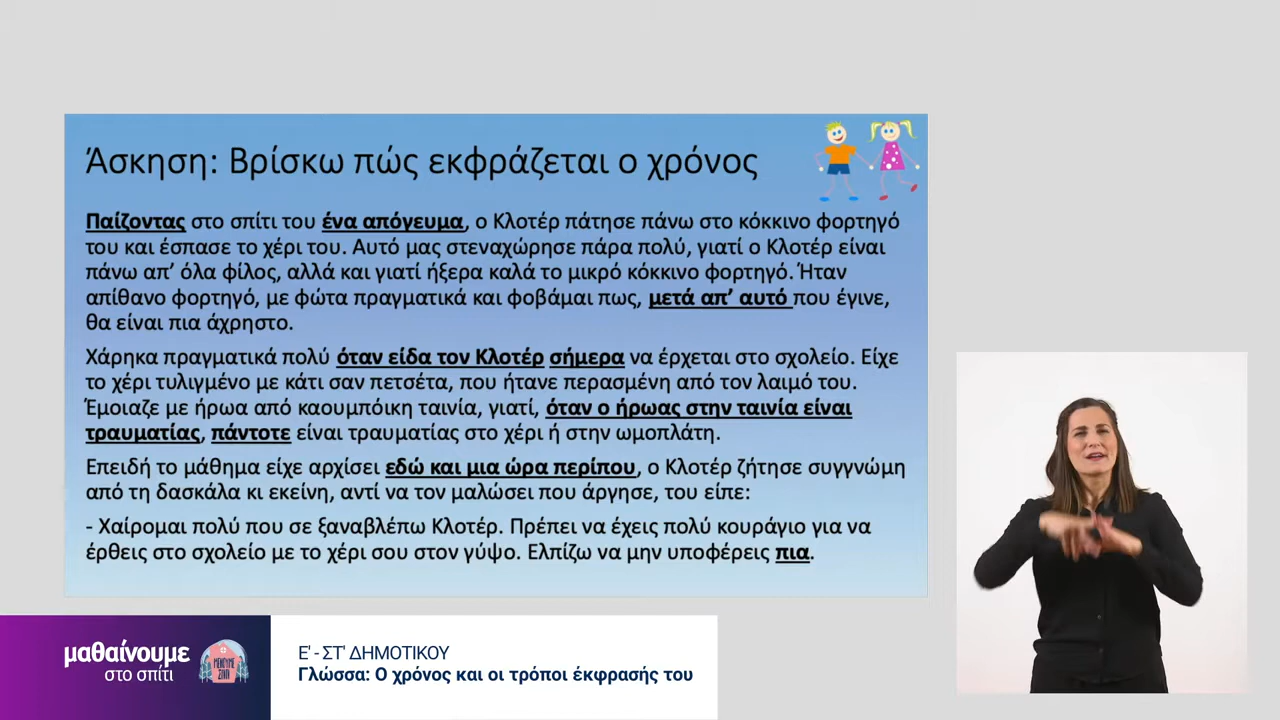 Άσκηση: Βρίσκω πώς εκφράζεται ο χρόνος
Παίζοντας στο σπίτι του ένα απόγευμα, ο Κλοτέρ πάτησε πάνω στο κόκκινο φορτηγό
του και έσπασε το χέρι του. Αυτό μας στεναχώρησε πάρα πολύ, γιατί ο Κλοτέρ είναι
πάνω απ’ όλα φίλος, αλλά και γιατί ήξερα καλά το μικρό κόκκινο φορτηγό. Ήταν
απίθανο φορτηγό, με φώτα πραγματικά και φοβάμαι πως, μετά απ’ αυτό που έγινε,
θα είναι πια άχρηστο.
Χάρηκα πραγματικά πολύ όταν είδα τον Κλοτέρ σήμερα να έρχεται στο σχολείο. Είχε
το χέρι τυλιγμένο με κάτι σαν πετσέτα, που ήτανε περασμένη από τον λαιμό του.
Έμοιαζε με ήρωα από καουμπόικη ταινία, γιατί, όταν ο ήρωας στην ταινία είναι
τραυματίας, πάντοτε είναι τραυματίας στο χέρι ή στην ωμοπλάτη.
Επειδή το μάθημα είχε αρχίσει εδώ και μια ώρα περίπου, ο Κλοτέρ ζήτησε συγγνώμη
από τη δασκάλα κι εκείνη, αντί να τον μαλώσει που άργησε, του είπε:
- Χαίρομαι πολύ που σε ξαναβλέπω Κλοτέρ. Πρέπει να έχεις πολύ κουράγιο για να
έρθεις στο σχολείο με το χέρι σου στον γύψο. Ελπίζω να μην υποφέρεις πια.
μαθαίνουμε
στο σπίτι
ΜΕΝΟΥΜΕ
ΣΠΙΤΙ
Ε' - ΣΤ' ΔΗΜΟΤΙΚΟΥ
Γλώσσα: Ο χρόνος και οι τρόποι έκφρασής του